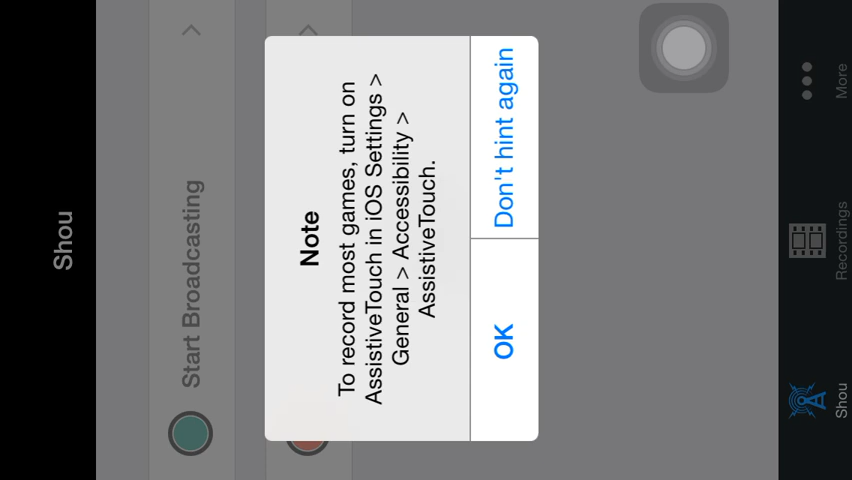 Shou
Start Broadcasting
Note
To record most games, turn on
AssistiveTouch in iOS Settings >
General > Accessibility >
AssistiveTouch.
OK
Don't hint again
Shou
Recordings
More